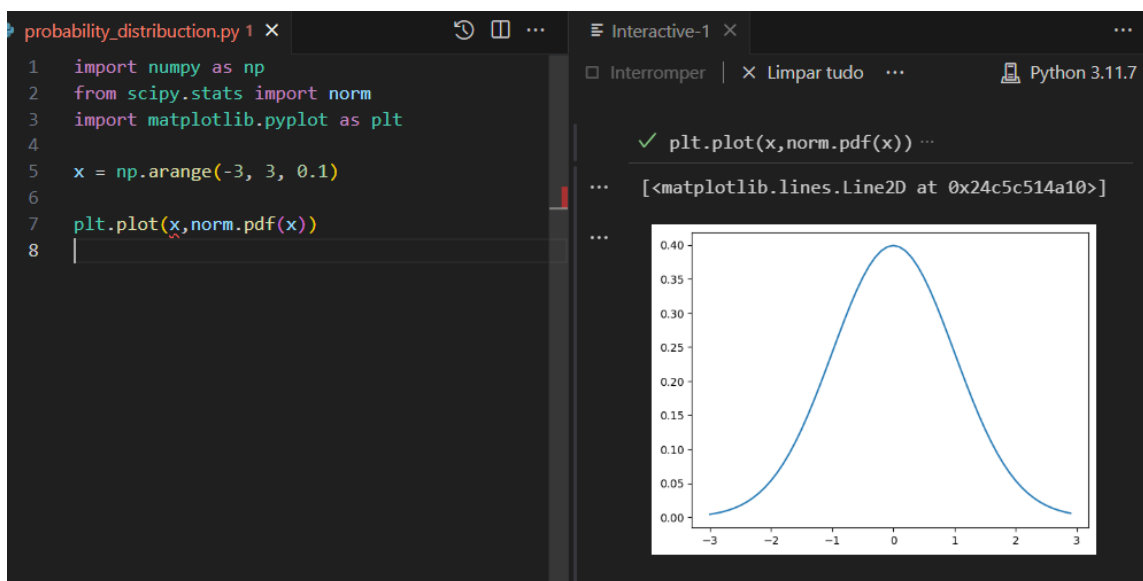 probability_distribuction.py 1
1 import numpy as np
2 from scipy.stats import norm
3 import matplotlib.pyplot as plt
4
5 x = np.arange(-3, 3, 0.1)
6
7 plt.plot(x,norm.pdf(x))
8
Interactive-1
Interromper | Limpar tudo ... Python 3.11.7
plt.plot(x,norm.pdf(x)) ...
[<matplotlib.lines.Line2D at 0x24c5c514a10>]
0.40
0.35
0.30
0.25
0.20
0.15
0.10
0.05
0.00
−3 −2 −1 0 1 2 3